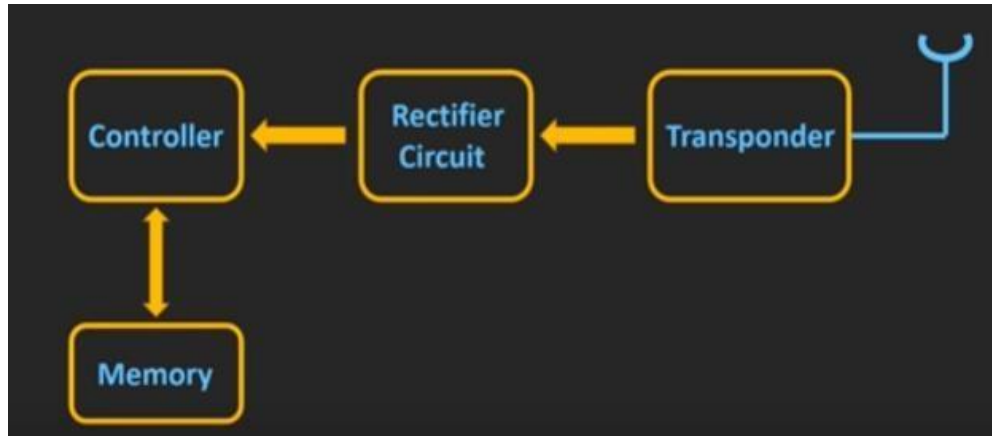 Controller
Rectifier
Circuit
Transponder
Memory